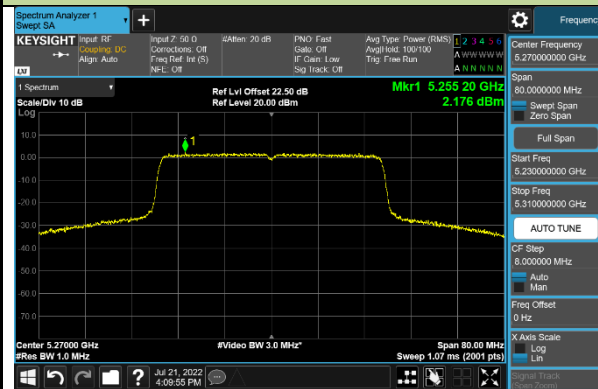 Spectrum Analyzer 1
Swept SA
Frequenc
KEYSIGHT
Input: RF
Coupling: DC
Align: Auto
Input Z: 50 Ω
Corrections: Off
Freq Ref: Int (S)
NFE: Off
#Atten: 20 dB
PNO: Fast
Gate: Off
IF Gain: Low
Sig Track: Off
Avg Type: Power (RMS)
Avg|Hold: 100/100
Trig: Free Run
1 2 3 4 5 6
A W W W W W
A N N N N N
LXI
1 Spectrum
Scale/Div 10 dB
Log
Ref Lvl Offset 22.50 dB
Ref Level 20.00 dBm
Mkr1 5.255 20 GHz
2.176 dBm
10.0
0.00
-10.0
-20.0
-30.0
-40.0
-50.0
-60.0
-70.0
1
Center 5.27000 GHz
#Res BW 1.0 MHz
#Video BW 3.0 MHz*
Span 80.00 MHz
Sweep 1.07 ms (2001 pts)
Jul 21, 2022
4:09:55 PM
Center Frequency
5.270000000 GHz
Span
80.0000000 MHz
Swept Span
Zero Span
Full Span
Start Freq
5.230000000 GHz
Stop Freq
5.310000000 GHz
AUTO TUNE
CF Step
8.000000 MHz
Auto
Man
Freq Offset
0 Hz
X Axis Scale
Log
Lin
Signal Track
(Span Zoom)